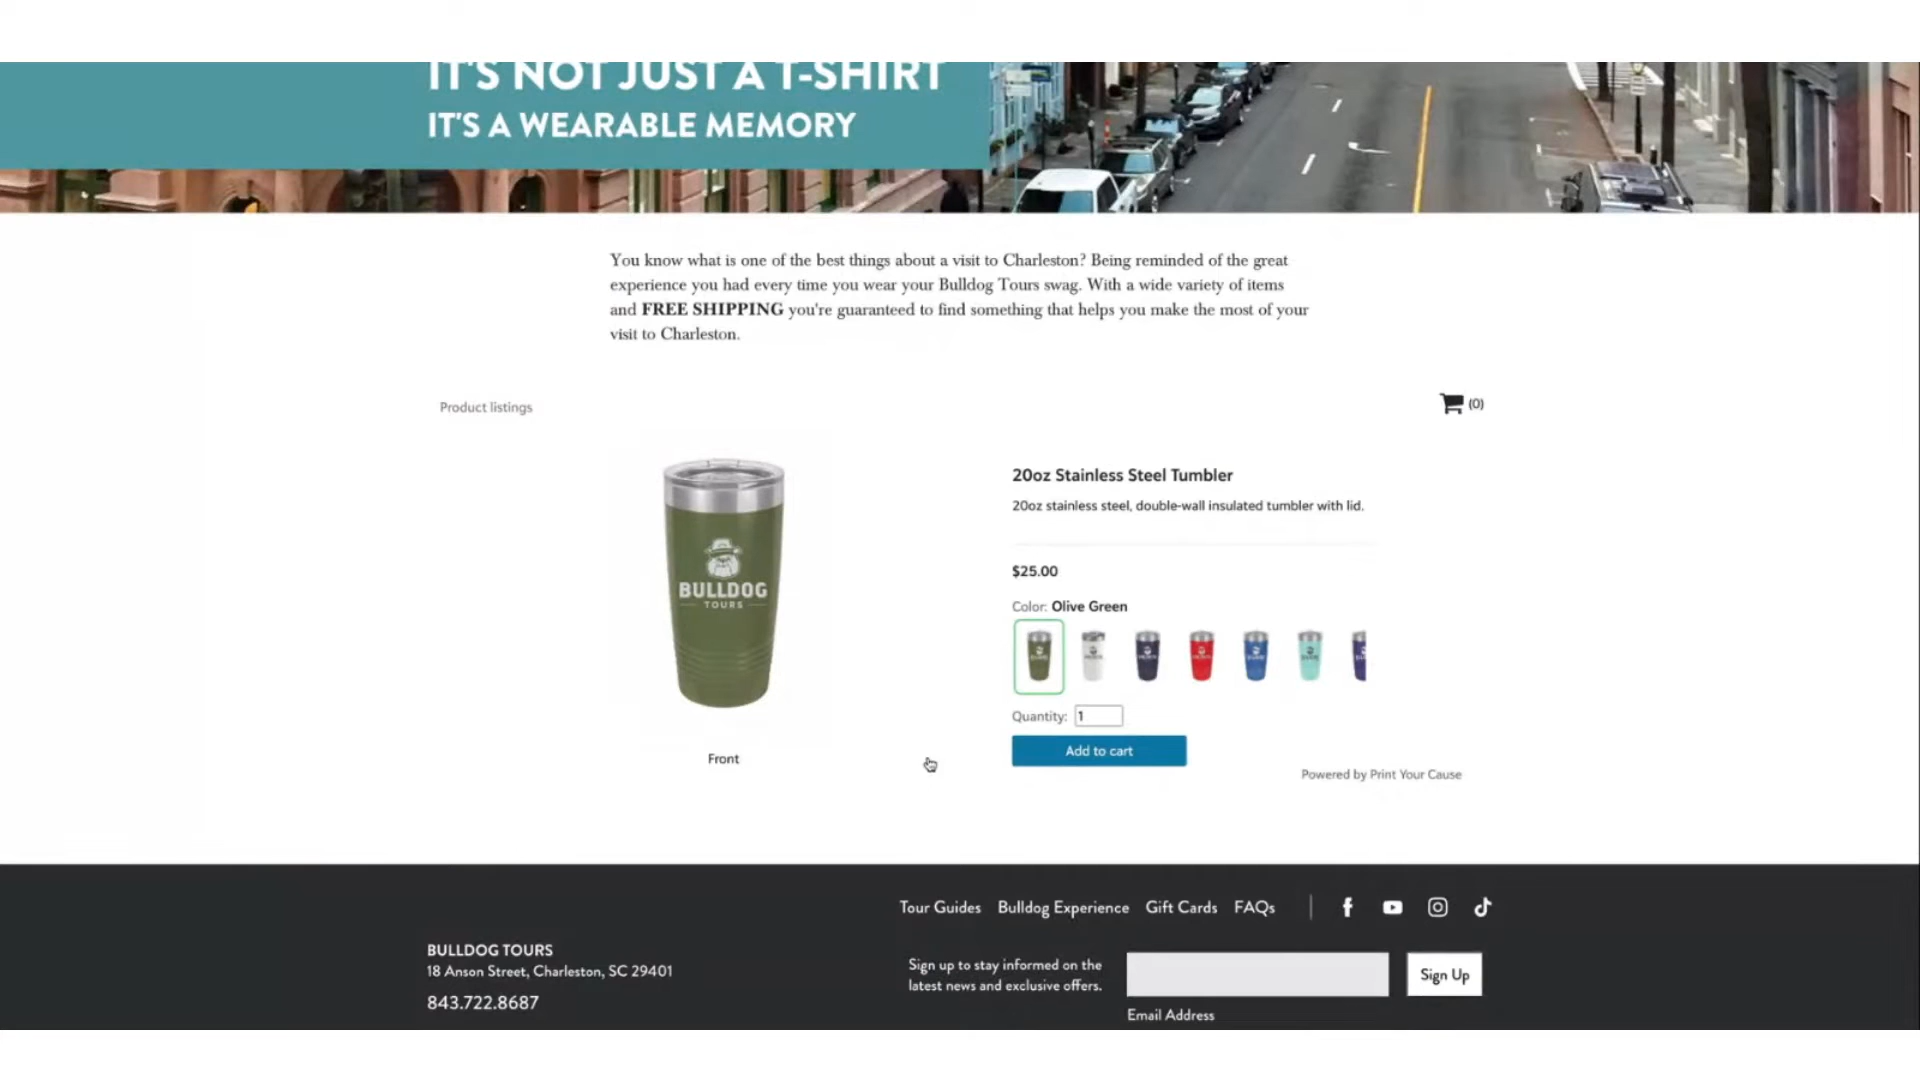 IT'S NOT JUST A T-SHIRT
IT'S A WEARABLE MEMORY
You know what is one of the best things about a visit to Charleston? Being reminded of the great
experience you had every time you wear your Bulldog Tours swag. With a wide variety of items
and FREE SHIPPING you're guaranteed to find something that helps you make the most of your
visit to Charleston.
Product listings
(0)
BULLDOG
TOURS
Front
20oz Stainless Steel Tumbler
20oz stainless steel, double-wall insulated tumbler with lid.
$25.00
Color: Olive Green
Quantity: 1
Add to cart
Powered by Print Your Cause
Tour Guides Bulldog Experience Gift Cards FAQs
BULLDOG TOURS
18 Anson Street, Charleston, SC 29401
843.722.8687
Sign up to stay informed on the
latest news and exclusive offers.
Sign Up
Email Address